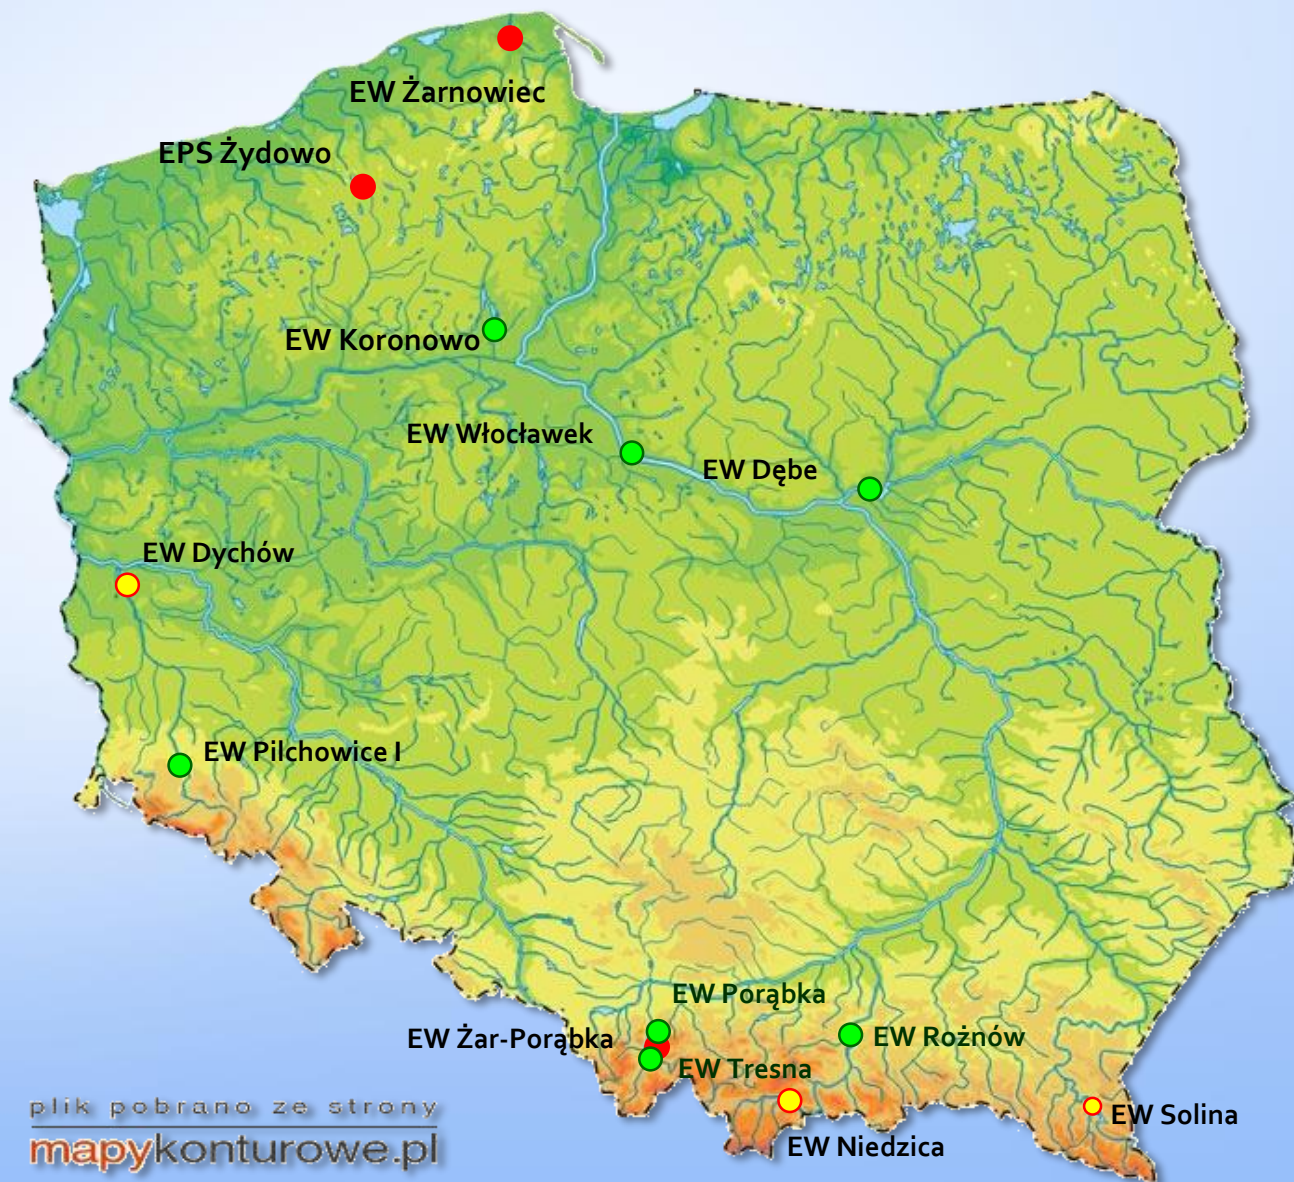 EW Żarnowiec
EPS Żydowo
EW Koronowo
EW Włocławek
EW Dębe
EW Dychów
EW Pilchowice I
EW Porąbka
EW Żar-Porąbka
EW Rożnów
EW Tresna
EW Solina
EW Niedzica
plik pobrano ze strony
mapykonturowe.pl